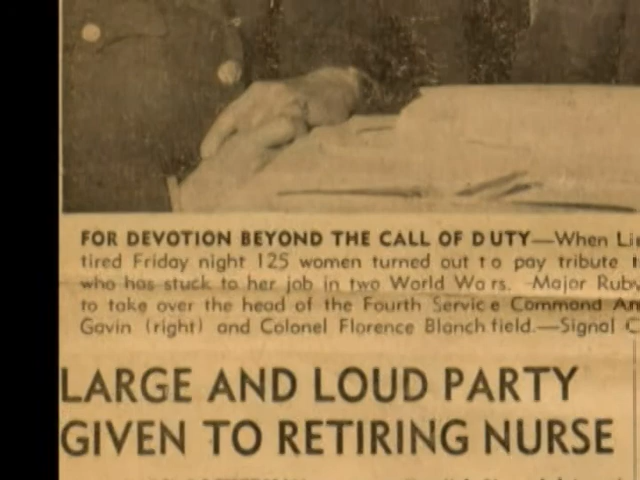 FOR DEVOTION BEYOND THE CALL OF DUTY—When
tired Friday night 125 women turned out to pay tribute
who has stuck to her job in two World Wars. Major
to take over the head of the Fourth Service Command
Gavin (right) and Colonel Florence Blanchfield.—Signal
LARGE AND LOUD PARTY
GIVEN TO RETIRING NURSE